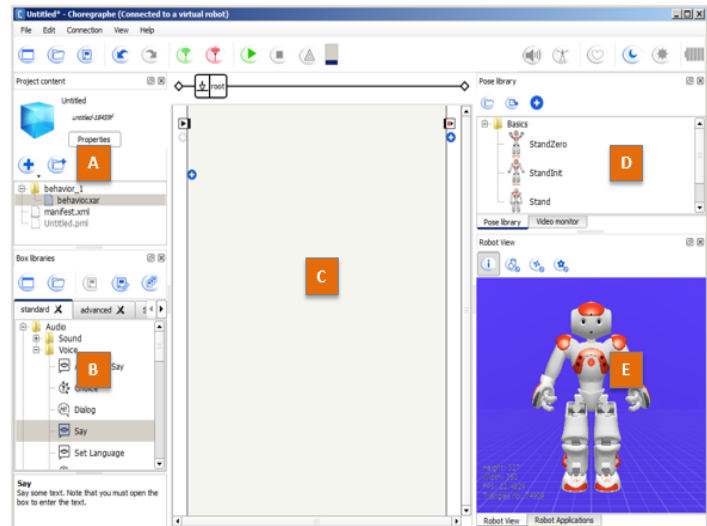 Untitled* - Choregraphe (Connected to a virtual robot)
File Edit Connection View Help
Project content
Untitled
Properties
A
behavior_1
behavior.xar
manifest.xml
Untitled.pml
Box libraries
standard
advanced
Audio
Sound
Voice
Say
B
Choice
Dialog
Say
Set Language
Say
Say some text. Note that you must open the
box to enter the text.
root
C
Pose library
Basics
StandZero
StandInit
Stand
D
Pose library Video monitor
Robot View
E
Robot View Robot Applications